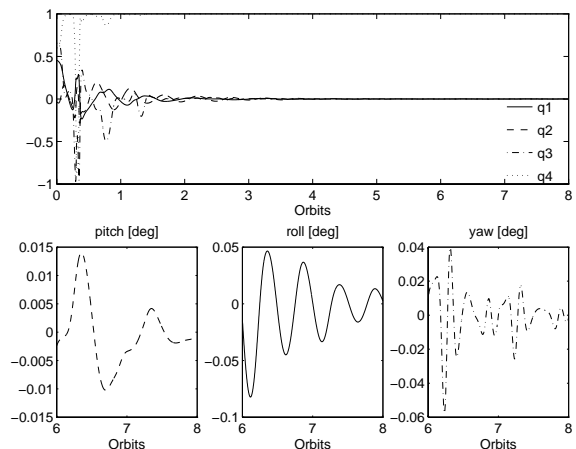 1
0.5
0
−0.5
−1
0 1 2 3 4 5 6 7 8
Orbits
q1
q2
q3
q4
pitch [deg]
0.015
0.01
0.005
0
−0.005
−0.01
−0.015
6 7 8
Orbits
roll [deg]
0.05
0
−0.05
−0.1
6 7 8
Orbits
yaw [deg]
0.04
0.02
0
−0.02
−0.04
−0.06
6 7 8
Orbits